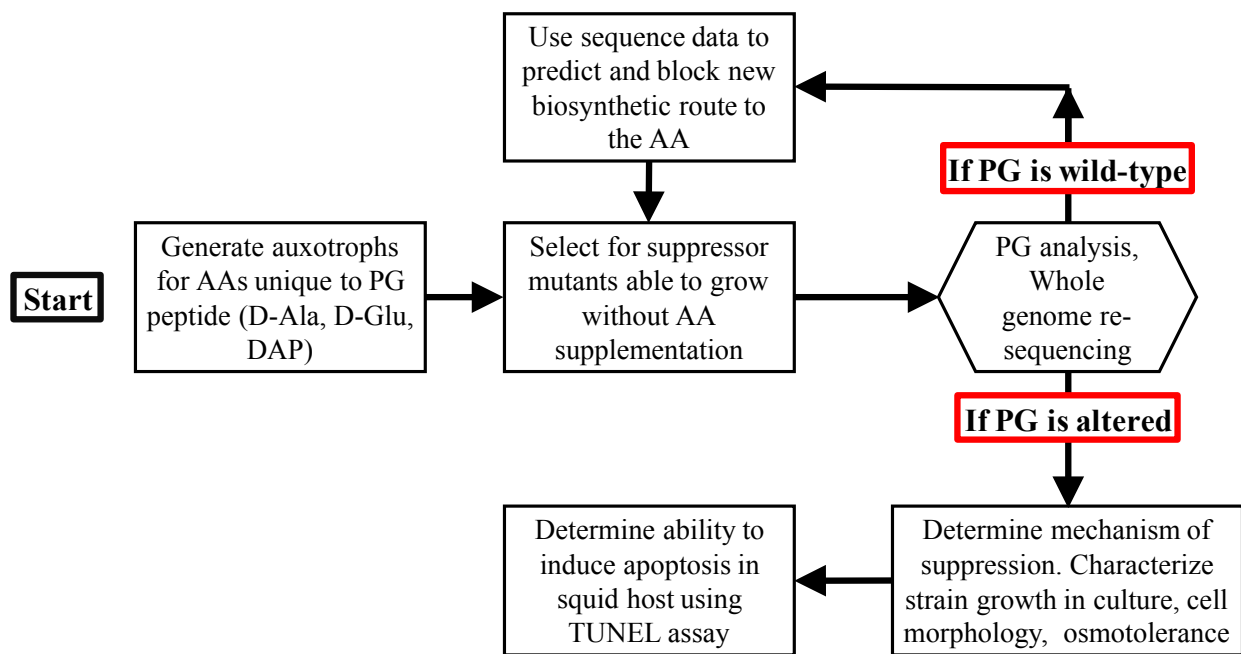 Start
Generate auxotrophs
for AAs unique to PG
peptide (D-Ala, D-Glu,
DAP)
Use sequence data to
predict and block new
biosynthetic route to
the AA
Select for suppressor
mutants able to grow
without AA
supplementation
If PG is wild-type
PG analysis,
Whole
genome re-
sequencing
If PG is altered
Determine mechanism of
suppression. Characterize
strain growth in culture, cell
morphology, osmotolerance
Determine ability to
induce apoptosis in
squid host using
TUNEL assay